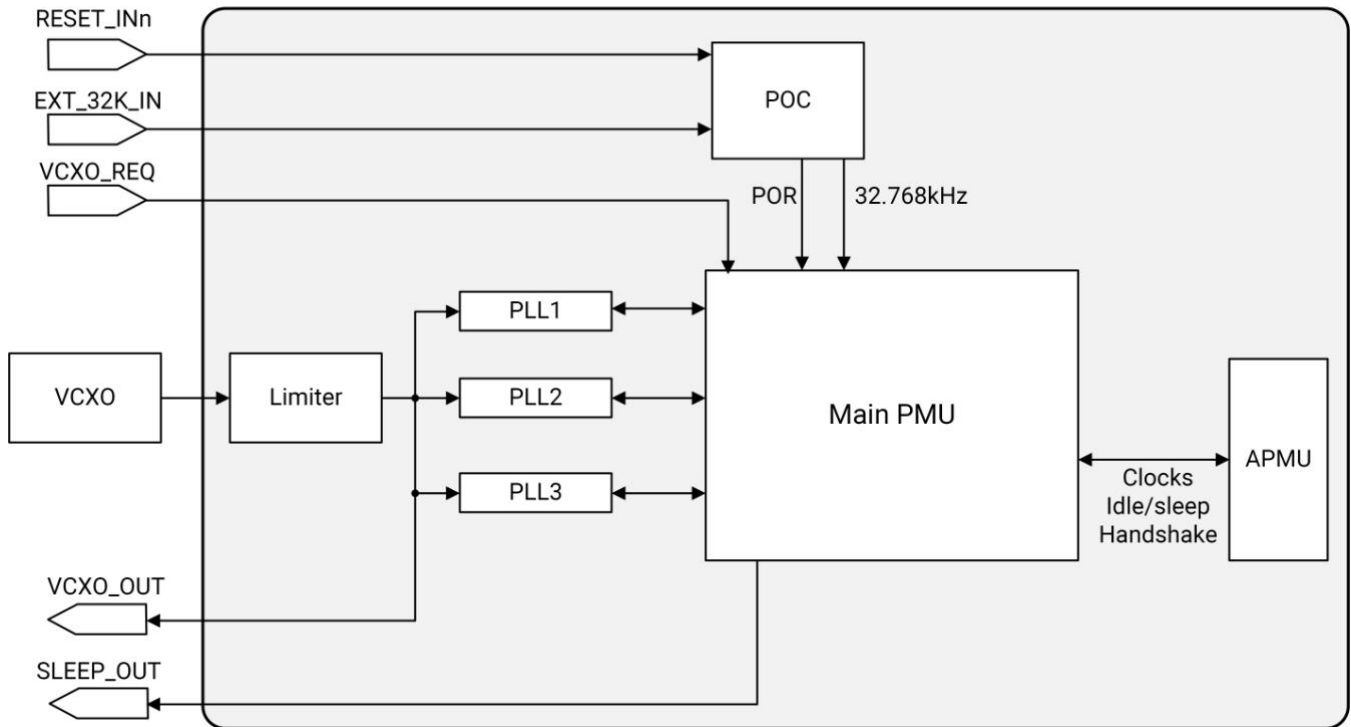 RESET_INn
EXT_32K_IN
VCXO_REQ
POC
POR
32.768kHz
PLL1
PLL2
PLL3
VCXO
Limiter
Main PMU
APMU
Clocks
Idle/sleep
Handshake
VCXO_OUT
SLEEP_OUT